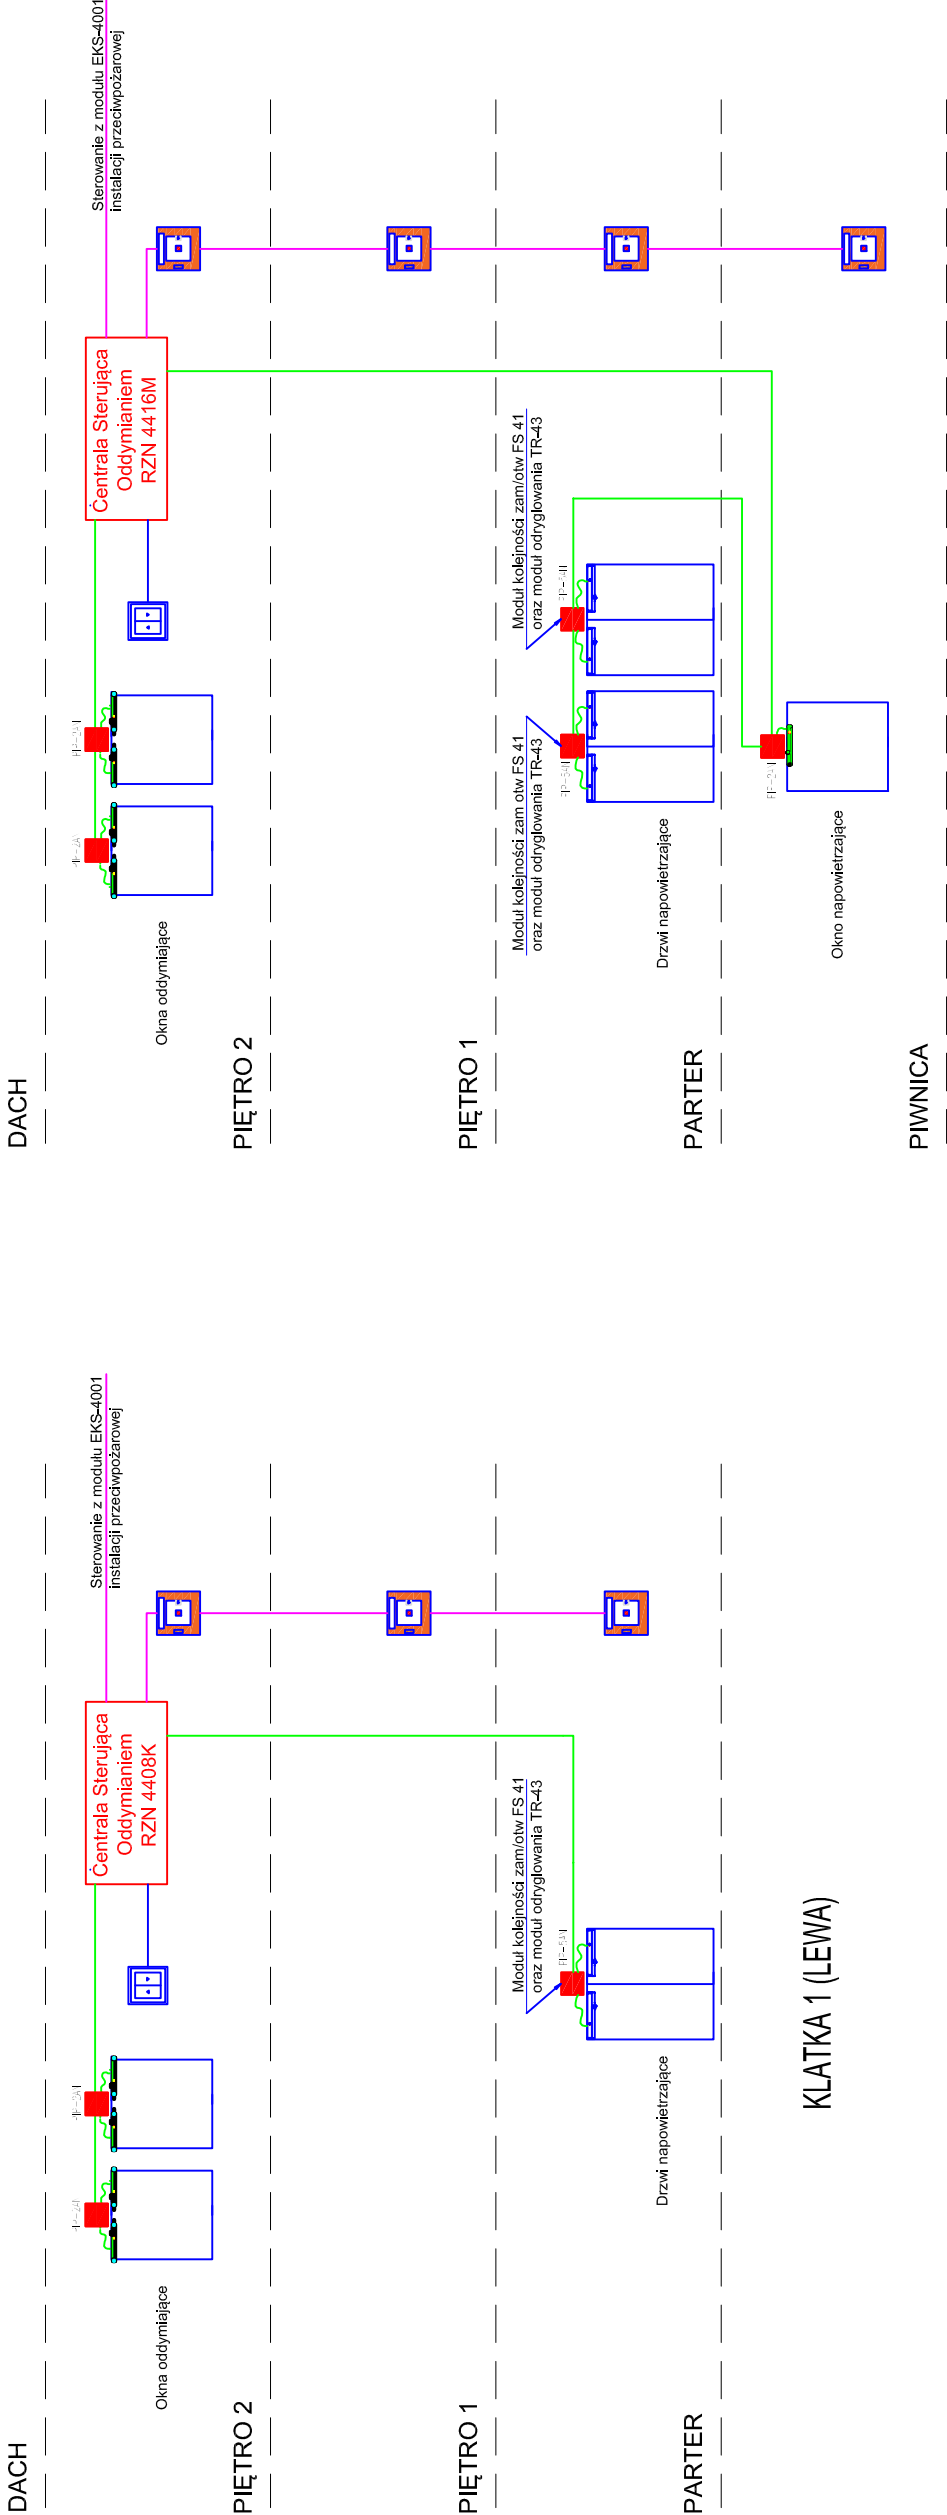 DACH
Sterowanie z modułu EKS-4001
instalacji przeciwpożarowej
Centrala Sterująca
Oddymianiem
RZN 4408K
Okna oddymiające
PIĘTRO 2
PIĘTRO 1
Moduł kolejności zam/otw FS 41
oraz moduł odryglowania TR-43
Drzwi napowietrzające
PARTER
KLATKA 1 (LEWA)
DACH
Sterowanie z modułu EKS-4001
instalacji przeciwpożarowej
Centrala Sterująca
Oddymianiem
RZN 4416M
Okna oddymiające
PIĘTRO 2
PIĘTRO 1
Moduł kolejności zam otw FS 41
oraz moduł odryglowania TR-43
Moduł kolejności zam/otw FS 41
oraz moduł odryglowania TR-43
Drzwi napowietrzające
PARTER
Okno napowietrzające
PIWNICA